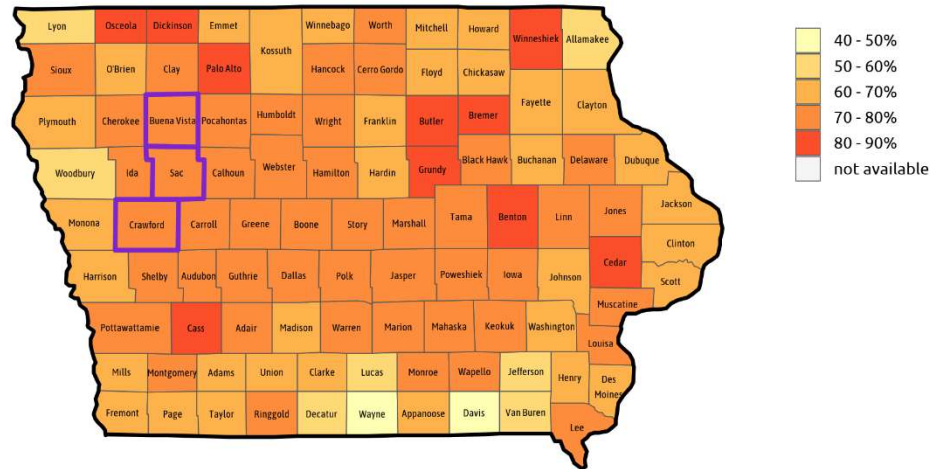 Lyon Osceola Dickinson Emmet Winnebago Worth Mitchell Howard Winneshiek Allamakee
Kossuth
Sioux O'Brien Clay Palo Alto Hancock Cerro Gordo Floyd Chickasaw
Plymouth Cherokee Buena Vista Pocahontas Humboldt Wright Franklin Butler Bremer Fayette Clayton
Woodbury Ida Sac Calhoun Webster Hamilton Hardin Grundy Black Hawk Buchanan Delaware Dubuque
Monona Crawford Carroll Greene Boone Story Marshall Tama Benton Linn Jones Jackson
Clinton
Harrison Shelby Audubon Guthrie Dallas Polk Jasper Poweshiek Iowa Johnson Cedar Scott
Muscatine
Pottawattamie Cass Adair Madison Warren Marion Mahaska Keokuk Washington Louisa
Mills Montgomery Adams Union Clarke Lucas Monroe Wapello Jefferson Henry Des
Moines
Fremont Page Taylor Ringgold Decatur Wayne Appanoose Davis Van Buren Lee
40 - 50%
50 - 60%
60 - 70%
70 - 80%
80 - 90%
not available